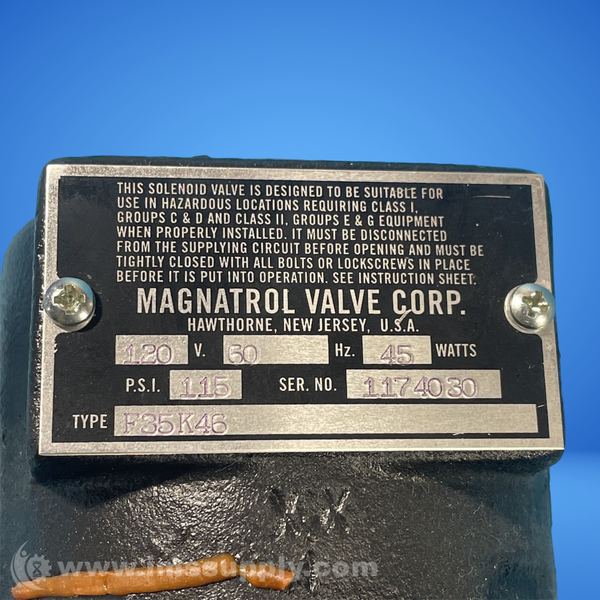 THIS SOLENOID VALVE IS DESIGNED TO BE SUITABLE FOR
USE IN HAZARDOUS LOCATIONS REQUIRING CLASS I,
GROUPS C & D AND CLASS II, GROUPS E & G EQUIPMENT
WHEN PROPERLY INSTALLED. IT MUST BE DISCONNECTED
FROM THE SUPPLYING CIRCUIT BEFORE OPENING AND MUST BE
TIGHTLY CLOSED WITH ALL BOLTS OR LOCKSCREWS IN PLACE
BEFORE IT IS PUT INTO OPERATION. SEE INSTRUCTION SHEET.
MAGNATROL VALVE CORP.
HAWTHORNE, NEW JERSEY, U.S.A.
120 V. 60 Hz. 45 WATTS
P.S.I. 115 SER. NO. 1174030
TYPE F35K46
www.imisupply.com